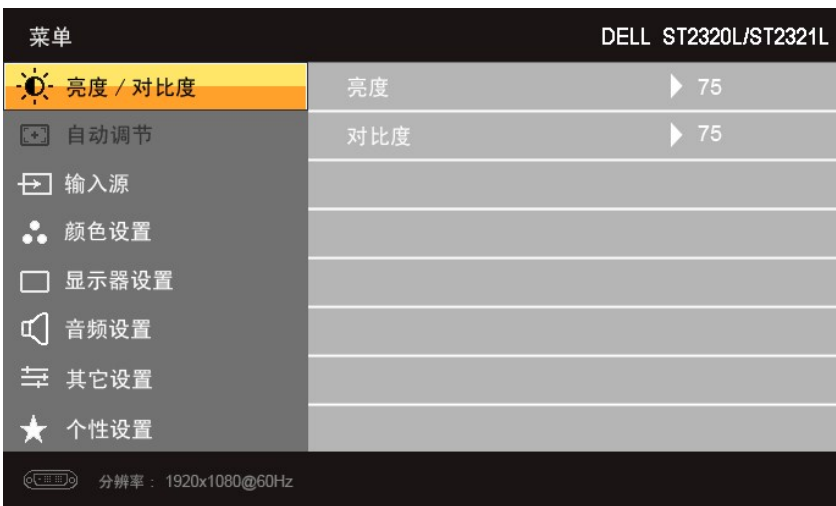 菜单 DELL ST2320L/ST2321L
亮度 / 对比度 亮度 75
自动调节 对比度 75
输入源
颜色设置
显示器设置
音频设置
其它设置
个性设置
分辨率： 1920x1080@60Hz